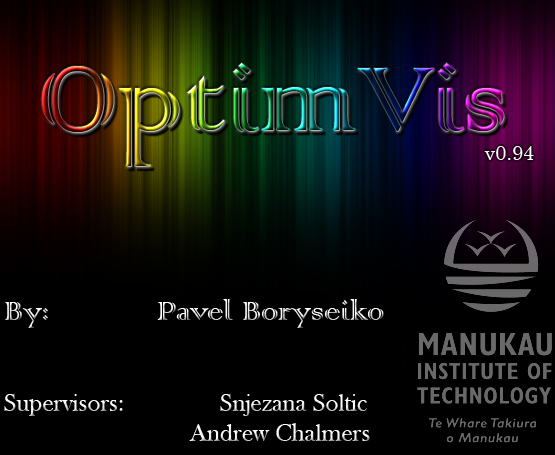 OptimVis
v0.94
By: Pavel Boryseiko
MANUKAU
INSTITUTE OF
TECHNOLOGY
Te Whare Takiura
o Manukau
Supervisors: Snjezana Soltic
Andrew Chalmers